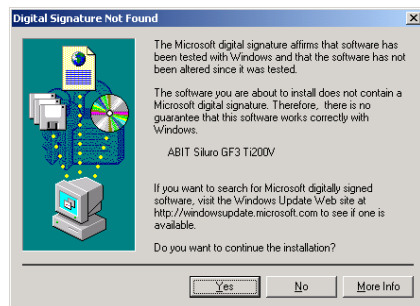 Digital Signature Not Found
The Microsoft digital signature affirms that software has
been tested with Windows and that the software has not
been altered since it was tested.
The software you are about to install does not contain a
Microsoft digital signature. Therefore, there is no
guarantee that this software works correctly with
Windows.
ABIT Siluro GF3 Ti200V
If you want to search for Microsoft digitally signed
software, visit the Windows Update Web site at
http://windowsupdate.microsoft.com to see if one is
available.
Do you want to continue the installation?
Yes No More Info